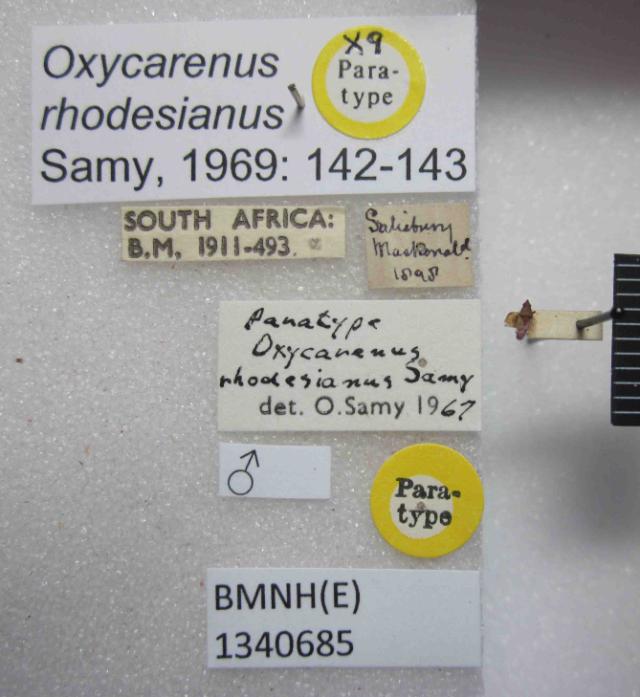 Oxycarenus
rhodesianus
Samy, 1969: 142-143
X9
Para-
type
SOUTH AFRICA:
B.M. 1911-493.
Salisbury
Mackonald.
1898
Paratype
Oxycarenus
rhodesianus Samy
det. O.Samy 1967
♂
Para-
type
BMNH(E)
1340685